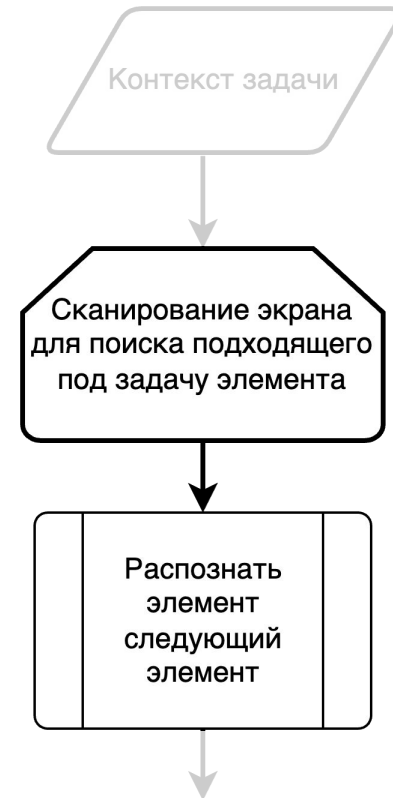 Контекст задачи
Сканирование экрана
для поиска подходящего
под задачу элемента
Распознать
элемент
следующий
элемент